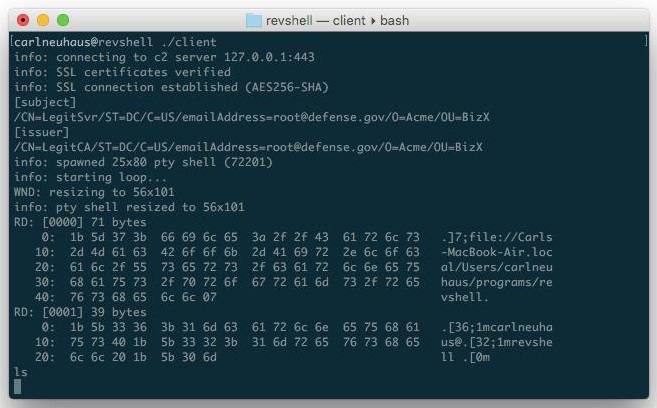 revshell — client ▸ bash
[carlneuhaus@revshell ./client ]
info: connecting to c2 server 127.0.0.1:443
info: SSL certificates verified
info: SSL connection established (AES256-SHA)
[subject]
/CN=LegitSvr/ST=DC/C=US/emailAddress=root@defense.gov/O=Acme/OU=BizX
[issuer]
/CN=LegitCA/ST=DC/C=US/emailAddress=root@defense.gov/O=Acme/OU=BizX
info: spawned 25x80 pty shell (72201)
info: starting loop...
WND: resizing to 56x101
info: pty shell resized to 56x101
RD: [0000] 71 bytes
0: 1b 5d 37 3b 66 69 6c 65 3a 2f 2f 43 61 72 6c 73 .]7;file://Carls
10: 2d 4d 61 63 42 6f 6f 6b 2d 41 69 72 2e 6c 6f 63 -MacBook-Air.loc
20: 61 6c 2f 55 73 65 72 73 2f 63 61 72 6c 6e 65 75 al/Users/carlneu
30: 68 61 75 73 2f 70 72 6f 67 72 61 6d 73 2f 72 65 haus/programs/re
40: 76 73 68 65 6c 6c 07 vshell.
RD: [0001] 39 bytes
0: 1b 5b 33 36 3b 31 6d 63 61 72 6c 6e 65 75 68 61 .[36;1mcarlneuha
10: 75 73 40 1b 5b 33 32 3b 31 6d 72 65 76 73 68 65 us@.[32;1mrevshe
20: 6c 6c 20 1b 5b 30 6d ll .[0m
ls